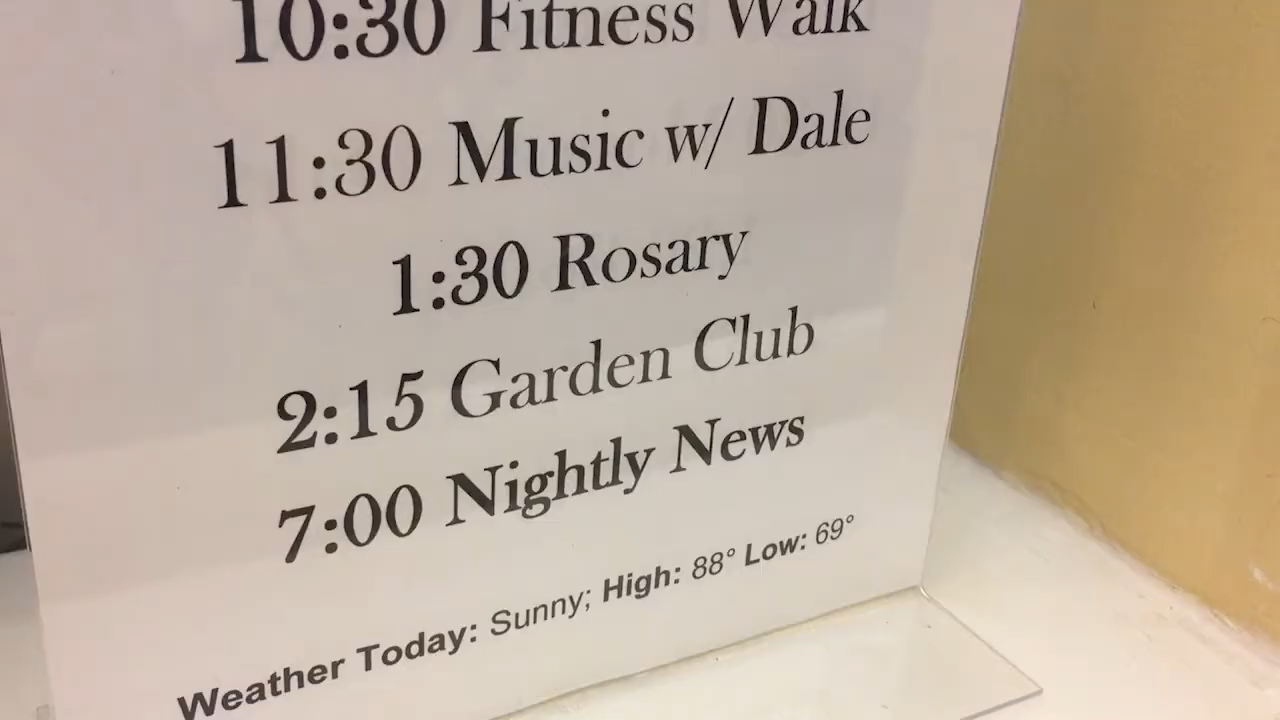 10:30 Fitness Walk
11:30 Music w/ Dale
1:30 Rosary
2:15 Garden Club
7:00 Nightly News
Weather Today: Sunny; High: 88° Low: 69°